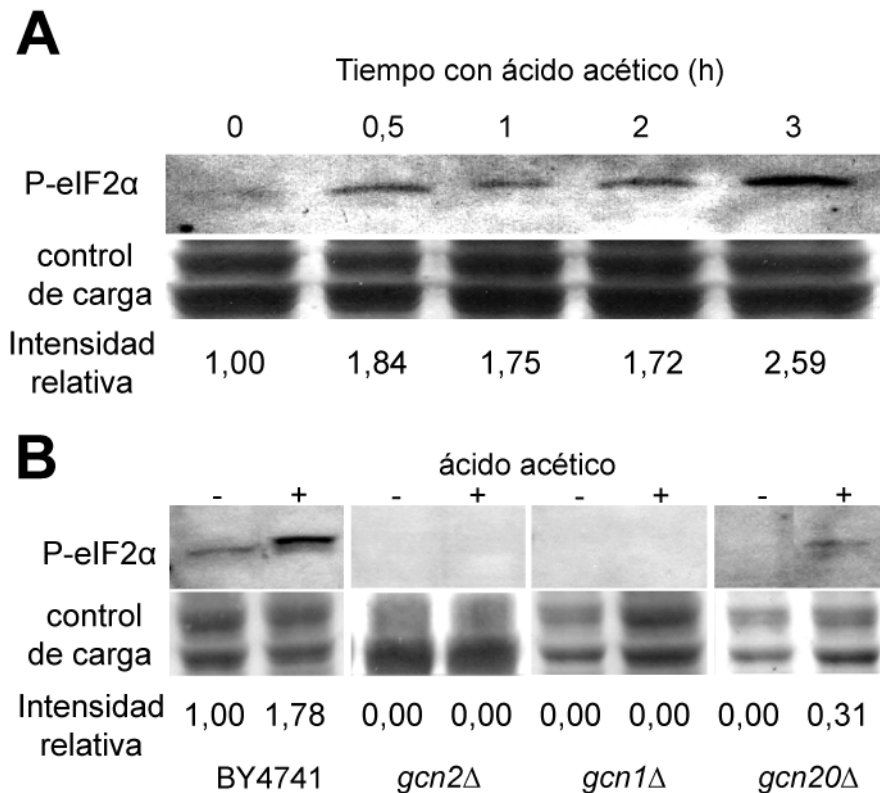 A
Tiempo con ácido acético (h)
0 0,5 1 2 3
P-eIF2α
control
de carga
Intensidad
relativa
1,00 1,84 1,75 1,72 2,59
B
ácido acético
- + - + - + - +
P-eIF2α
control
de carga
Intensidad
relativa
1,00 1,78 0,00 0,00 0,00 0,00 0,00 0,31
BY4741 gcn2Δ gcn1Δ gcn20Δ